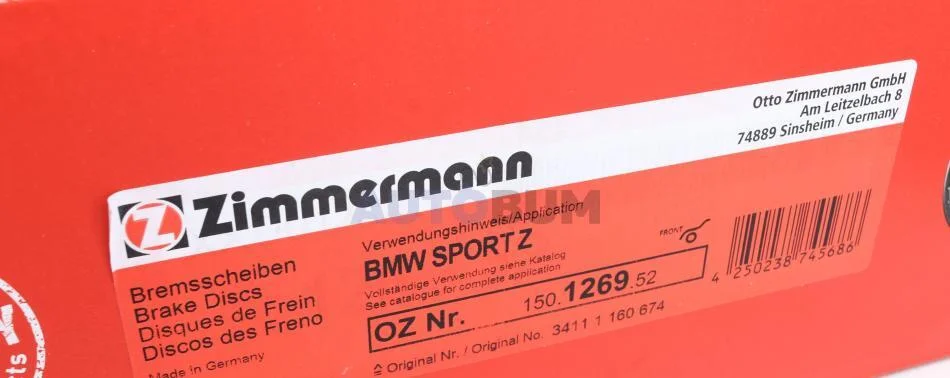 Otto Zimmermann GmbH
Am Leitzelbach 8
74889 Sinsheim / Germany
Z Zimmermann
AUTOBUM
Bremsscheiben
Brake Discs
Disques de Frein
Discos del Freno
Made in Germany
Verwendungshinweis/Application
BMW SPORT Z
Vollständige Verwendung siehe Katalog
See catalogue for complete application
FRONT
OZ Nr. 150.1269.52
≙ Original Nr. / Original No. 3411 1 160 674
4 250238 745686